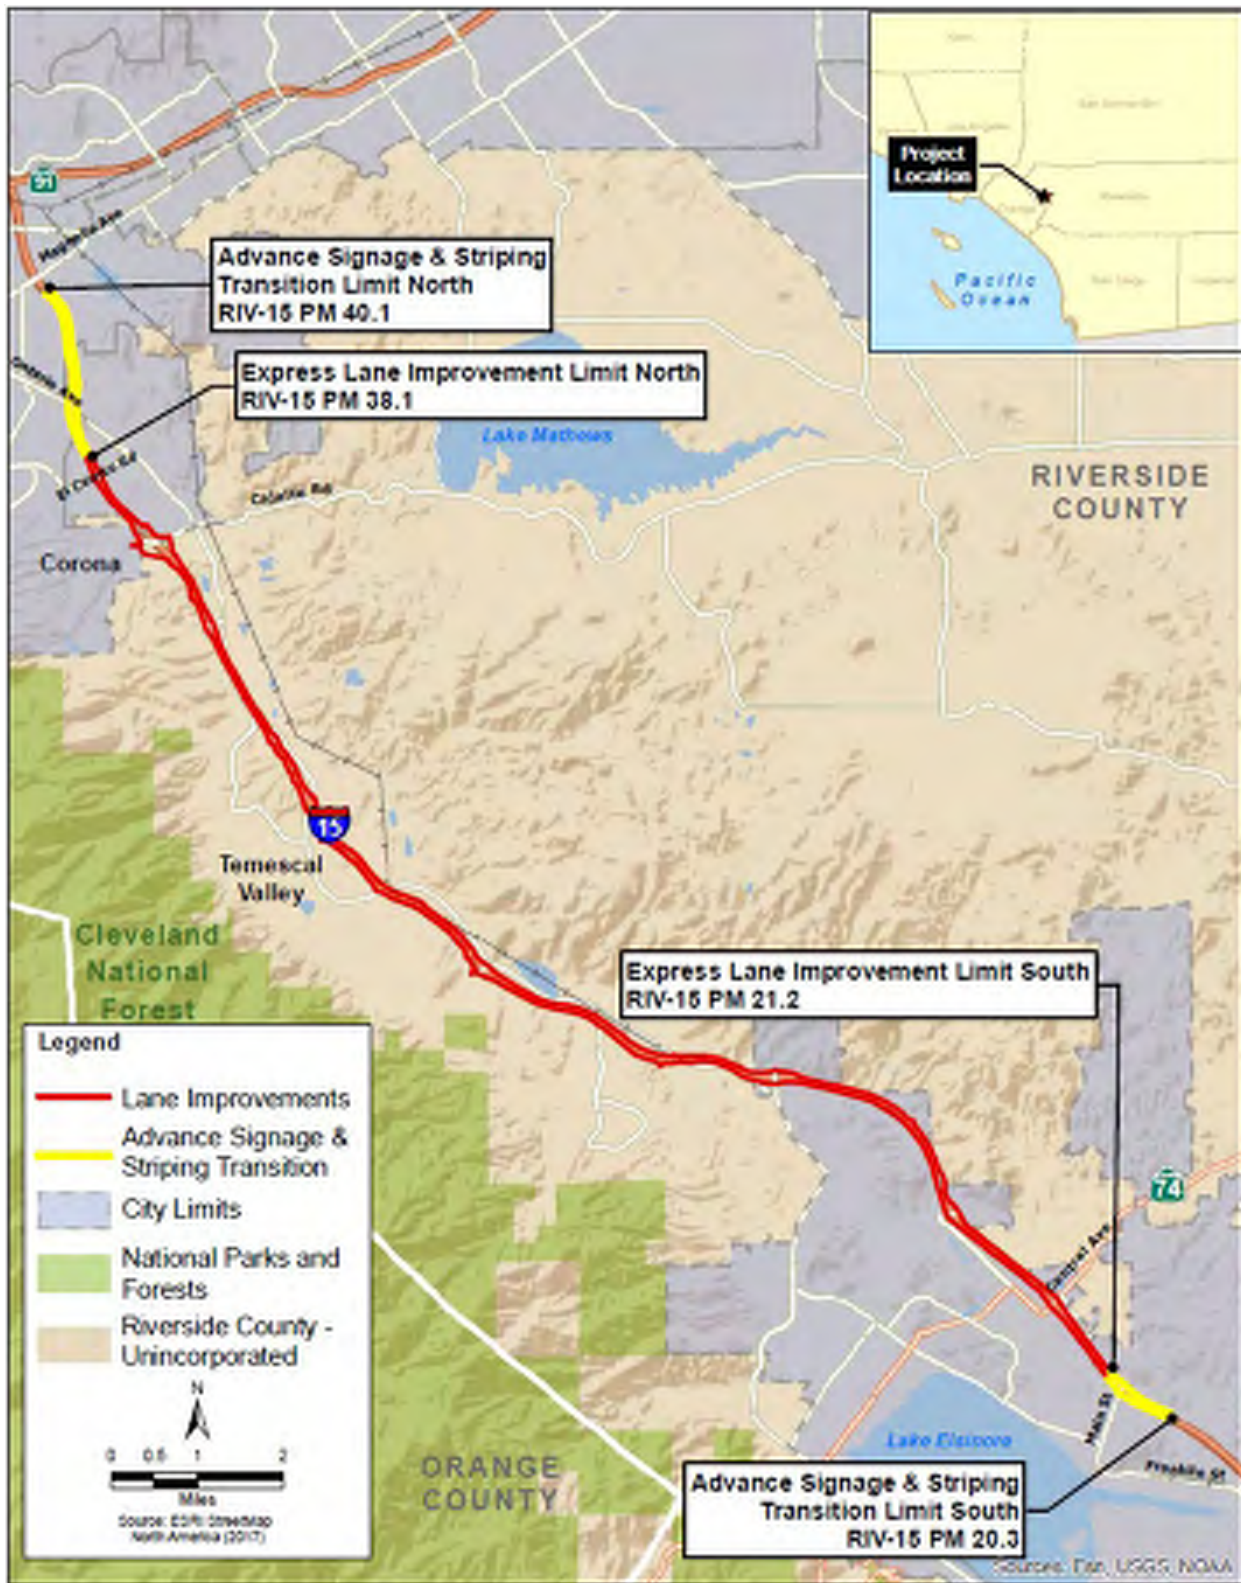 91
Magnolia Ave
Advance Signage & Striping
Transition Limit North
RIV-15 PM 40.1
Project
Location
Pacific
Ocean
Orange
Riverside
San Diego
Express Lane Improvement Limit North
RIV-15 PM 38.1
Ontario Ave
Lake Mathews
El Cerrito Rd
Cajalco Rd
RIVERSIDE
COUNTY
Corona
15
Temescal
Valley
Cleveland
National
Forest
Express Lane Improvement Limit South
RIV-15 PM 21.2
74
Central Ave
Main St
Lake Elsinore
Franklin St
Advance Signage & Striping
Transition Limit South
RIV-15 PM 20.3
ORANGE
COUNTY
Legend
Lane Improvements
Advance Signage &
Striping Transition
City Limits
National Parks and
Forests
Riverside County -
Unincorporated
N
0 0.5 1 2
Miles
Source: ESRI StreetMap
North America (2017)
Sources: Esri, USGS, NOAA